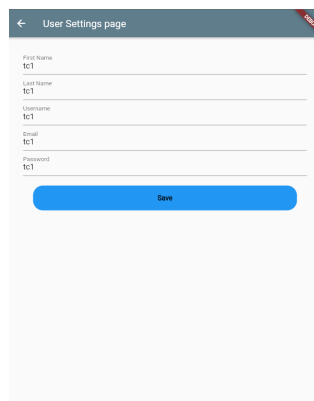 User Settings page
First Name
tc1
Last Name
tc1
Username
tc1
Email
tc1
Password
tc1
Save